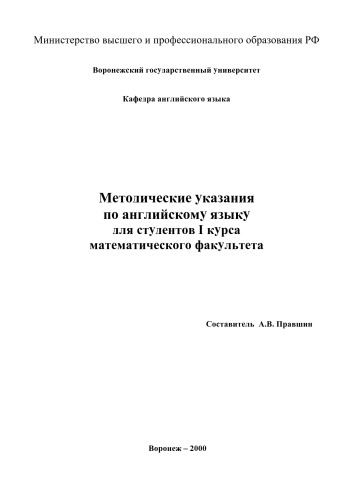 Министерство высшего и профессионального образования РФ
Воронежский государственный университет
Кафедра английского языка
Методические указания
по английскому языку
для студентов I курса
математического факультета
Составитель А.В. Правшин
Воронеж – 2000